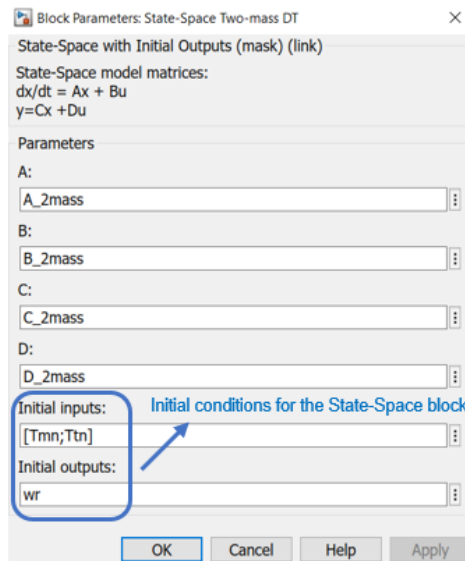 Block Parameters: State-Space Two-mass DT
State-Space with Initial Outputs (mask) (link)
State-Space model matrices:
dx/dt = Ax + Bu
y=Cx +Du
Parameters
A:
A_2mass
B:
B_2mass
C:
C_2mass
D:
D_2mass
Initial inputs:
Initial conditions for the State-Space block
[Tmn;Ttn]
Initial outputs:
wr
OK Cancel Help Apply